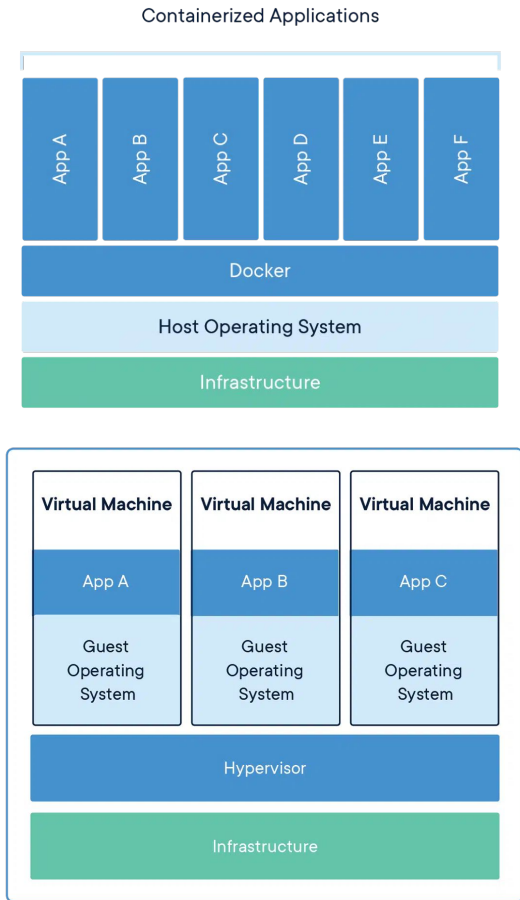 Containerized Applications
App A
App B
App C
App D
App E
App F
Docker
Host Operating System
Infrastructure
Virtual Machine
App A
Guest
Operating
System
Virtual Machine
App B
Guest
Operating
System
Virtual Machine
App C
Guest
Operating
System
Hypervisor
Infrastructure